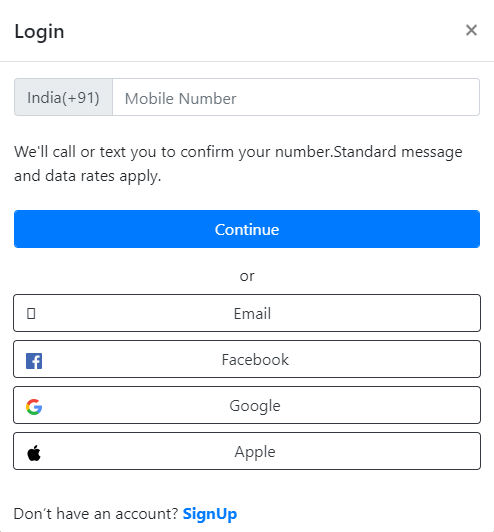 Login ×
India(+91) Mobile Number
We'll call or text you to confirm your number.Standard message
and data rates apply.
Continue
or
Email
Facebook
Google
Apple
Don't have an account? SignUp